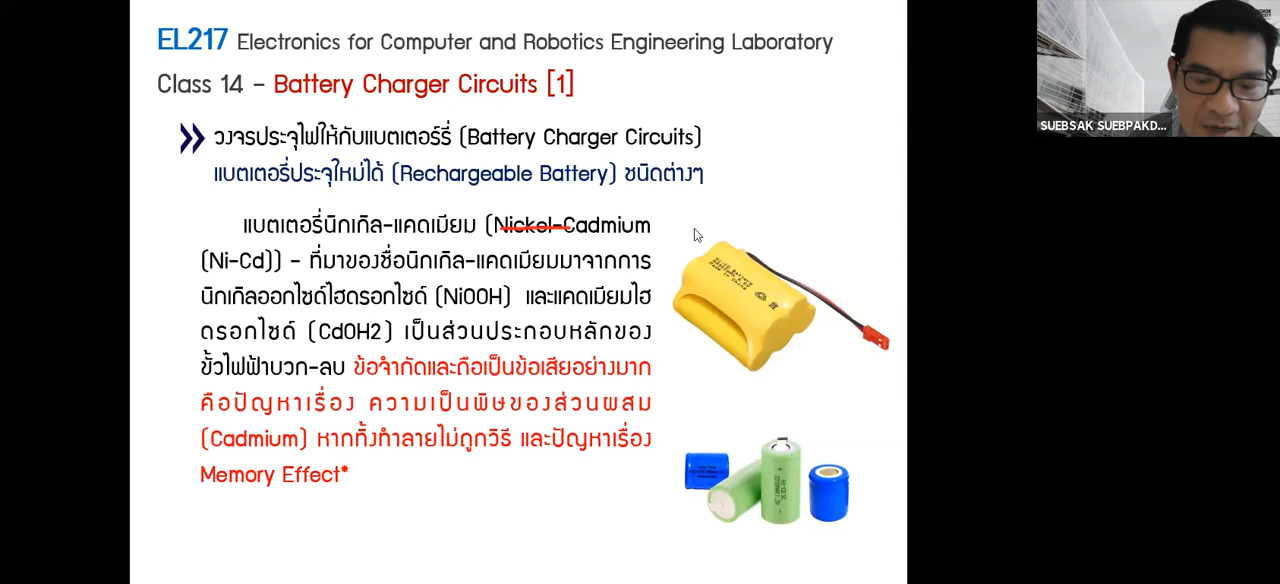 EL217 Electronics for Computer and Robotics Engineering Laboratory
Class 14 – Battery Charger Circuits [1]
วงจรประจุไฟให้กับแบตเตอร์รี่ (Battery Charger Circuits)
แบตเตอรี่ประจุใหม่ได้ (Rechargeable Battery) ชนิดต่างๆ
แบตเตอรี่นิกเกิล-แคดเมียม (Nickel-Cadmium
(Ni-Cd)) - ที่มาของชื่อนิกเกิล-แคดเมียมมาจากการ
นิกเกิลออกไซด์ไฮดรอกไซด์ (NiOOH) และแคดเมียมไฮ
ดรอกไซด์ (CdOH2) เป็นส่วนประกอบหลักของ
ขั้วไฟฟ้าบวก-ลบ ข้อจำกัดและถือเป็นข้อเสียอย่างมาก
คือปัญหาเรื่อง ความเป็นพิษของส่วนผสม
(Cadmium) หากทิ้งทำลายไม่ถูกวิธี และปัญหาเรื่อง
Memory Effect*
SUEBSAK SUEBPAKD...